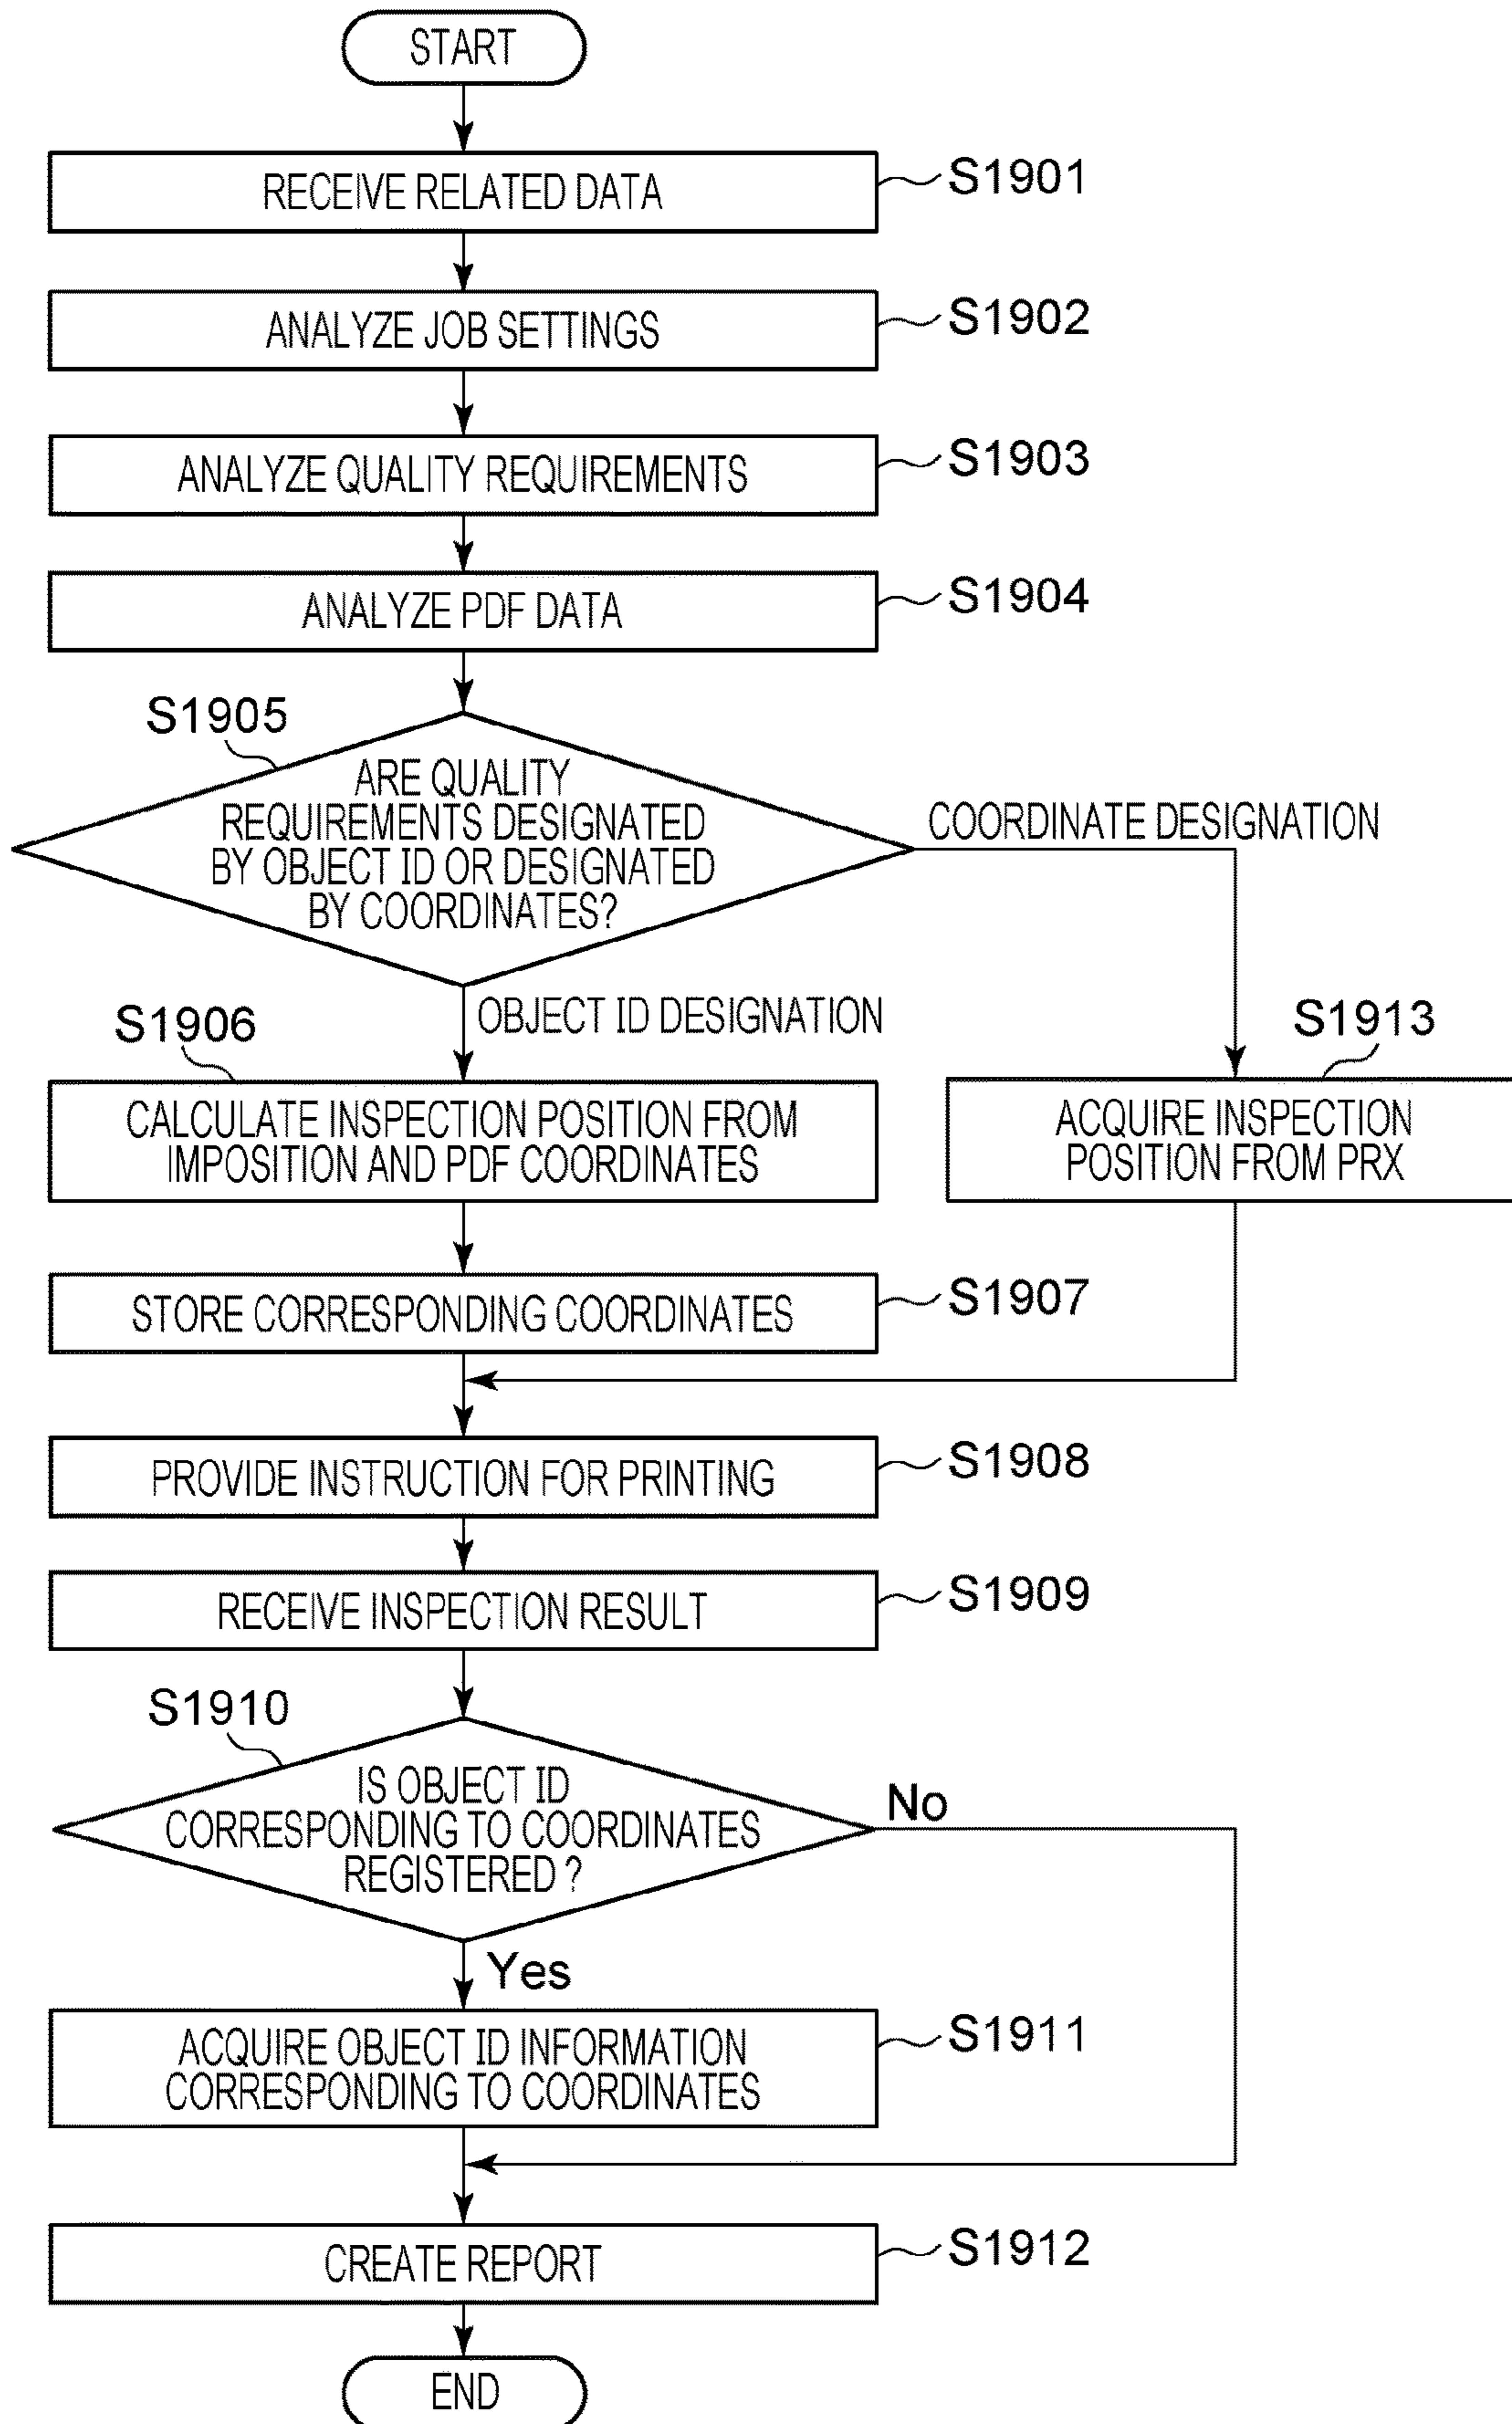 START
RECEIVE RELATED DATA
S1901
ANALYZE JOB SETTINGS
S1902
ANALYZE QUALITY REQUIREMENTS
S1903
ANALYZE PDF DATA
S1904
S1905
ARE QUALITY
REQUIREMENTS DESIGNATED
BY OBJECT ID OR DESIGNATED
BY COORDINATES?
COORDINATE DESIGNATION
OBJECT ID DESIGNATION
S1906
CALCULATE INSPECTION POSITION FROM
IMPOSITION AND PDF COORDINATES
S1913
ACQUIRE INSPECTION
POSITION FROM PRX
STORE CORRESPONDING COORDINATES
S1907
PROVIDE INSTRUCTION FOR PRINTING
S1908
RECEIVE INSPECTION RESULT
S1909
S1910
IS OBJECT ID
CORRESPONDING TO COORDINATES
REGISTERED ?
No
Yes
ACQUIRE OBJECT ID INFORMATION
CORRESPONDING TO COORDINATES
S1911
CREATE REPORT
S1912
END